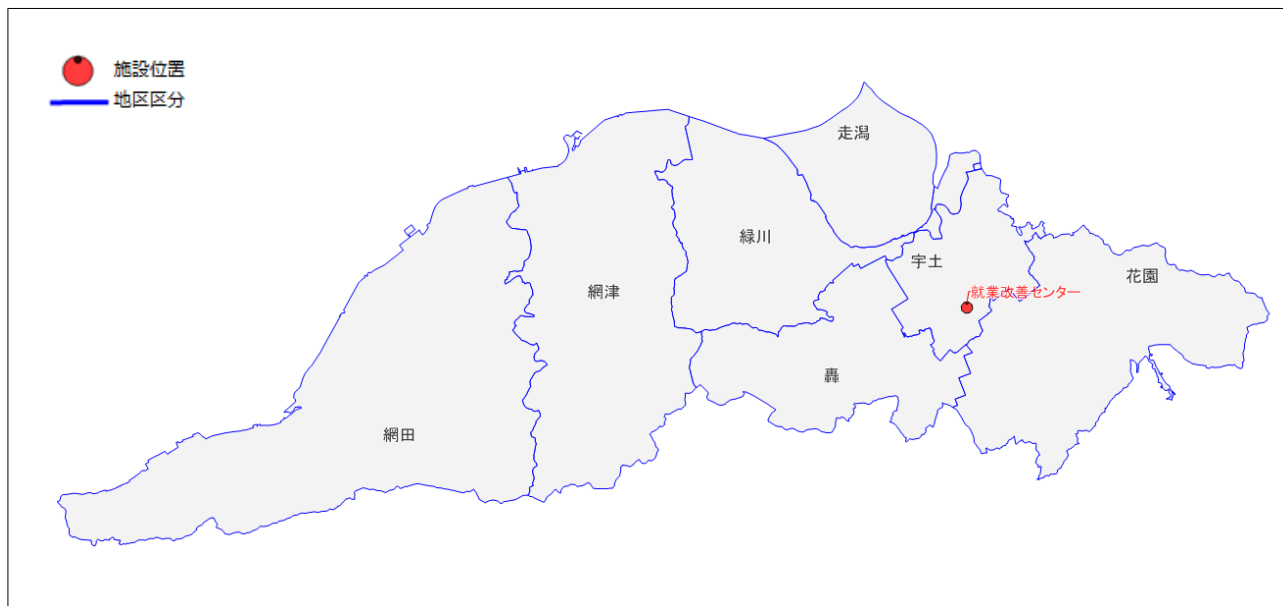 施設位置
地区区分
走潟
緑川
宇土
花園
網津
就業改善センター
轟
網田